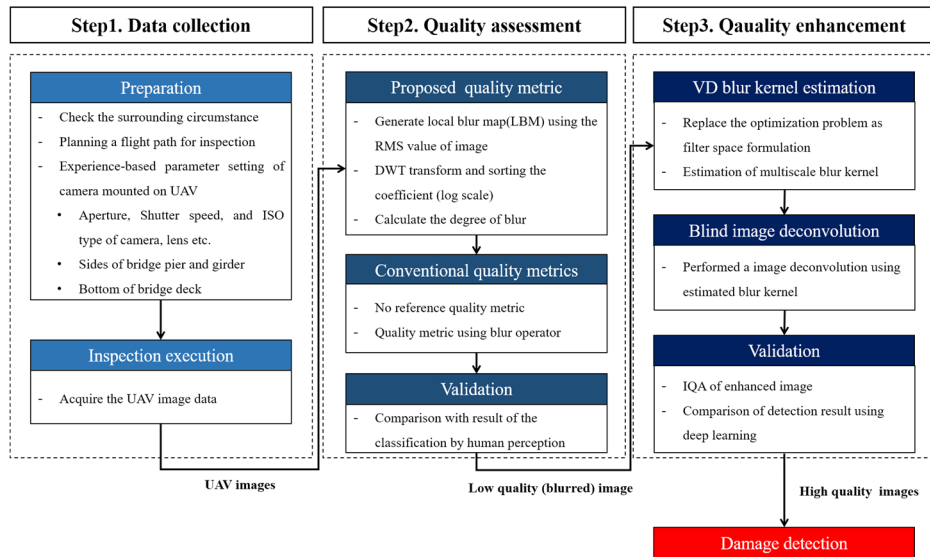 Step1. Data collection
Preparation
- Check the surrounding circumstance
- Planning a flight path for inspection
- Experience-based parameter setting of
camera mounted on UAV
• Aperture, Shutter speed, and ISO
type of camera, lens etc.
• Sides of bridge pier and girder
• Bottom of bridge deck
Inspection execution
- Acquire the UAV image data
UAV images
Step2. Quality assessment
Proposed quality metric
- Generate local blur map(LBM) using the
RMS value of image
- DWT transform and sorting the
coefficient (log scale)
- Calculate the degree of blur
Conventional quality metrics
- No reference quality metric
- Quality metric using blur operator
Validation
- Comparison with result of the
classification by human perception
Low quality (blurred) image
Step3. Qauality enhancement
VD blur kernel estimation
- Replace the optimization problem as
filter space formulation
- Estimation of multiscale blur kernel
Blind image deconvolution
- Performed a image deconvolution using
estimated blur kernel
Validation
- IQA of enhanced image
- Comparison of detection result using
deep learning
High quality images
Damage detection